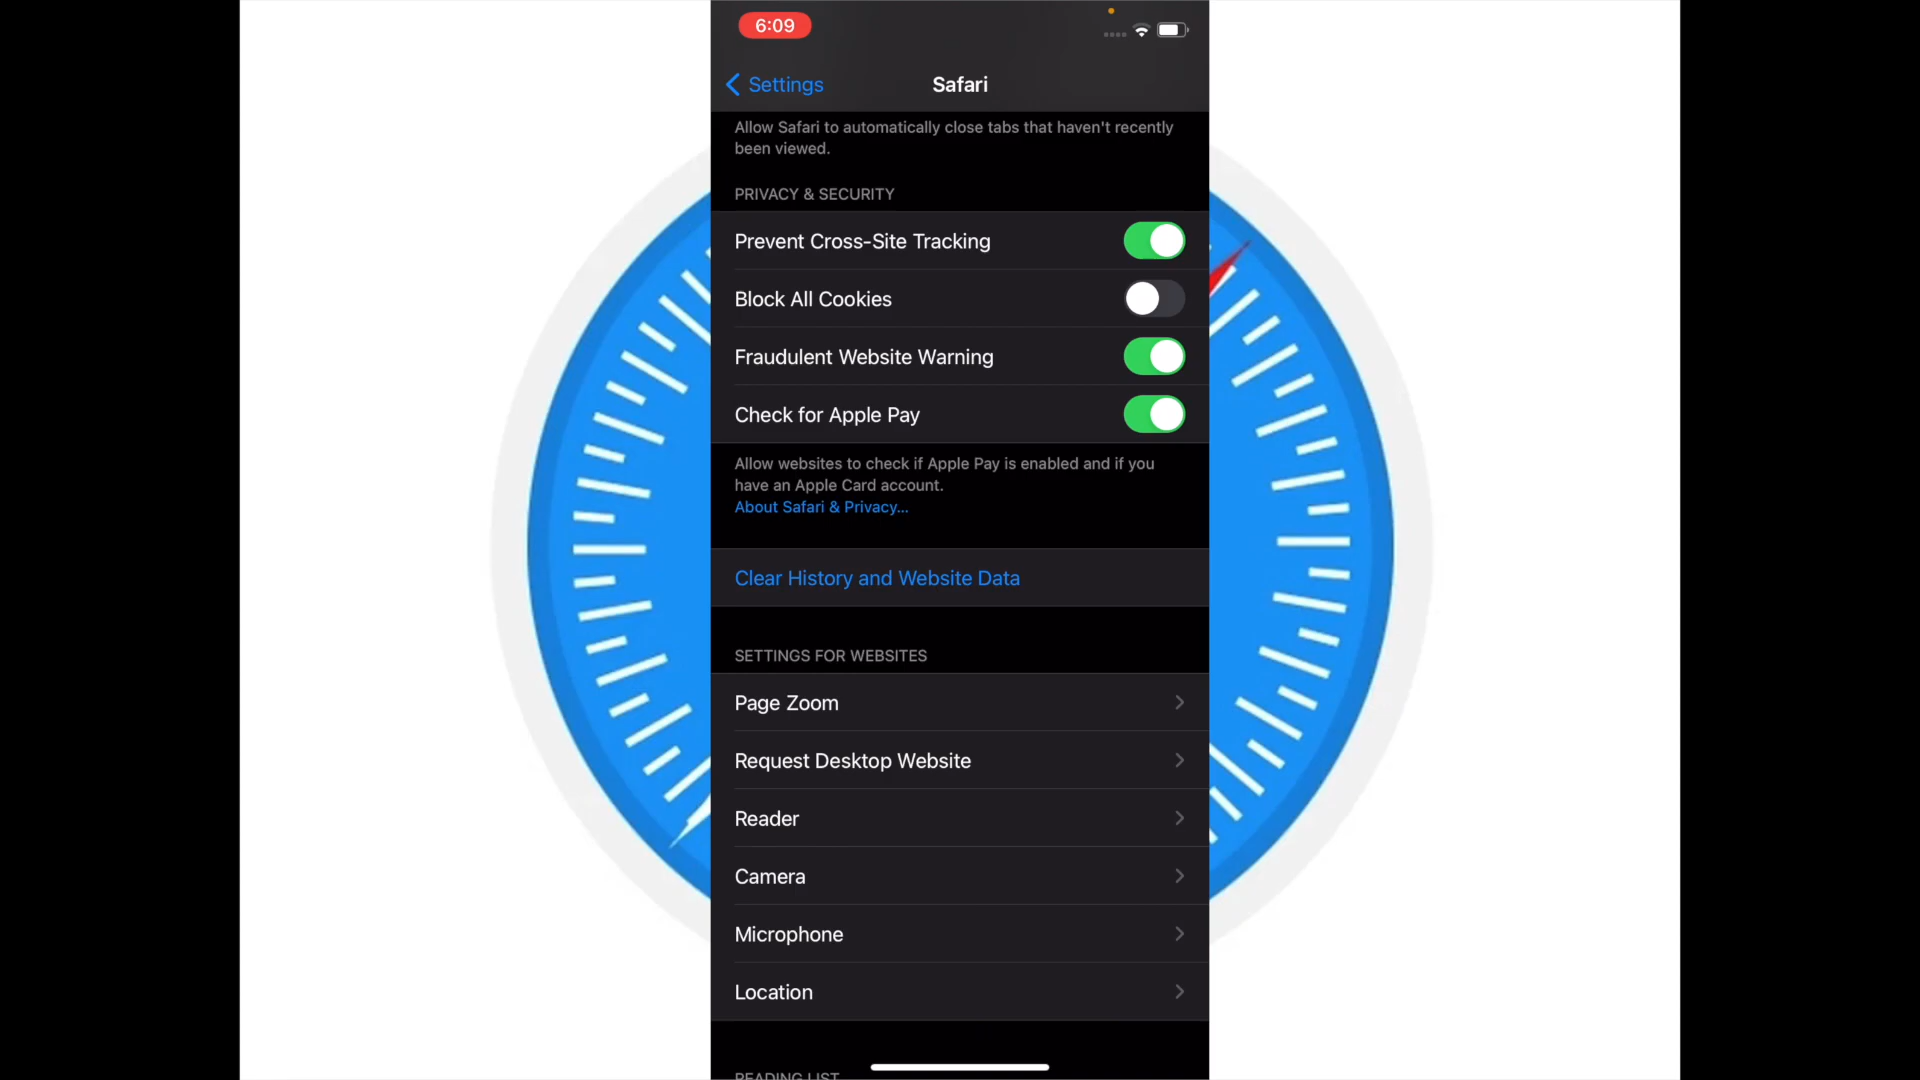 6:09
Settings
Safari
Allow Safari to automatically close tabs that haven't recently
been viewed.
PRIVACY & SECURITY
Prevent Cross-Site Tracking
Block All Cookies
Fraudulent Website Warning
Check for Apple Pay
Allow websites to check if Apple Pay is enabled and if you
have an Apple Card account.
About Safari & Privacy...
Clear History and Website Data
SETTINGS FOR WEBSITES
Page Zoom
Request Desktop Website
Reader
Camera
Microphone
Location
READING LIST